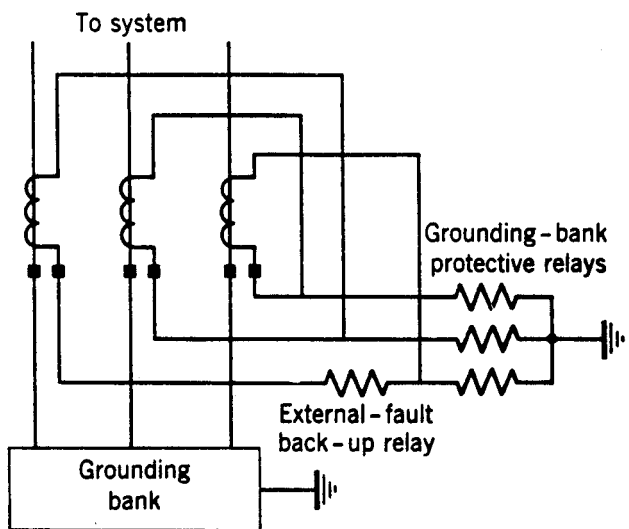 To system
Grounding-bank
protective relays
External-fault
back-up relay
Grounding
bank